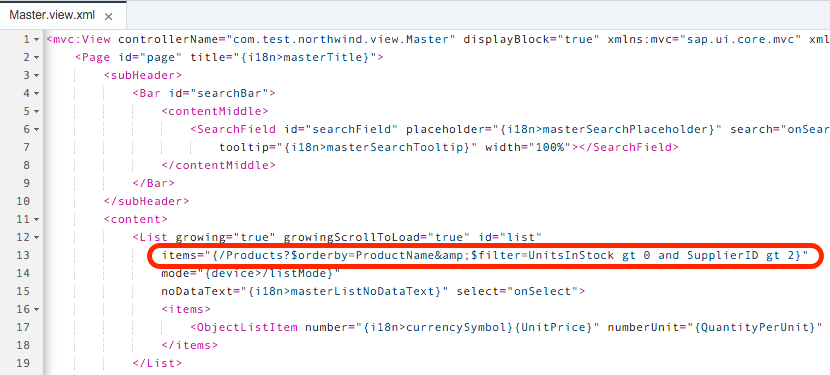 Master.view.xml ×
1 <mvc:View controllerName="com.test.northwind.view.Master" displayBlock="true" xmlns:mvc="sap.ui.core.mvc" xml
2 <Page id="page" title="{i18n>masterTitle}">
3 <subHeader>
4 <Bar id="searchBar">
5 <contentMiddle>
6 <SearchField id="searchField" placeholder="{i18n>masterSearchPlaceholder}" search="onSear
7 tooltip="{i18n>masterSearchTooltip}" width="100%"></SearchField>
8 </contentMiddle>
9 </Bar>
10 </subHeader>
11 <content>
12 <List growing="true" growingScrollToLoad="true" id="list"
13 items="{/Products?$orderby=ProductName&amp;$filter=UnitsInStock gt 0 and SupplierID gt 2}"
14 mode="{device>/listMode}"
15 noDataText="{i18n>masterListNoDataText}" select="onSelect">
16 <items>
17 <ObjectListItem number="{i18n>currencySymbol}{UnitPrice}" numberUnit="{QuantityPerUnit}"
18 </items>
19 </List>